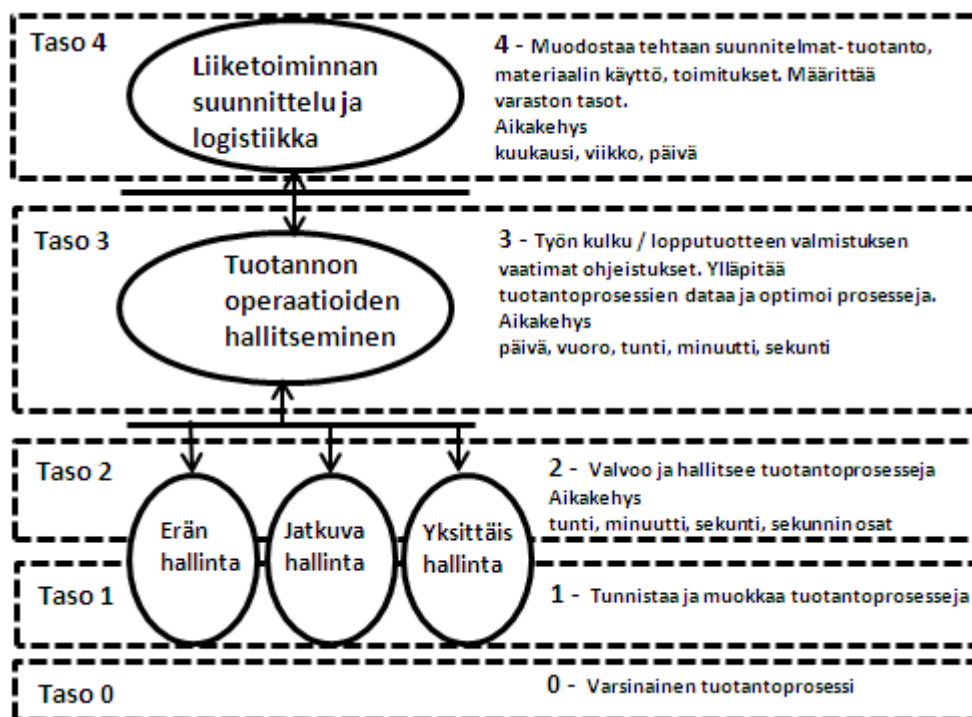 Taso 4
Liiketoiminnan
suunnittelu ja
logistiikka
4 - Muodostaa tehtaan suunnitelmat- tuotanto,
materiaalin käyttö, toimitukset. Määrittää
varaston tasot.
Aikakehys
kuukausi, viikko, päivä
Taso 3
Tuotannon
operaatioiden
hallitseminen
3 - Työn kulku / lopputuotteen valmistuksen
vaatimat ohjeistukset. Ylläpitää
tuotantoprosessien dataa ja optimoi prosesseja.
Aikakehys
päivä, vuoro, tunti, minuutti, sekunti
Taso 2
2 - Valvoo ja hallitsee tuotantoprosesseja
Aikakehys
tunti, minuutti, sekunti, sekunnin osat
Erän
hallinta
Jatkuva
hallinta
Yksittäis
hallinta
Taso 1
1 - Tunnistaa ja muokkaa tuotantoprosesseja
Taso 0
0 - Varsinainen tuotantoprosessi